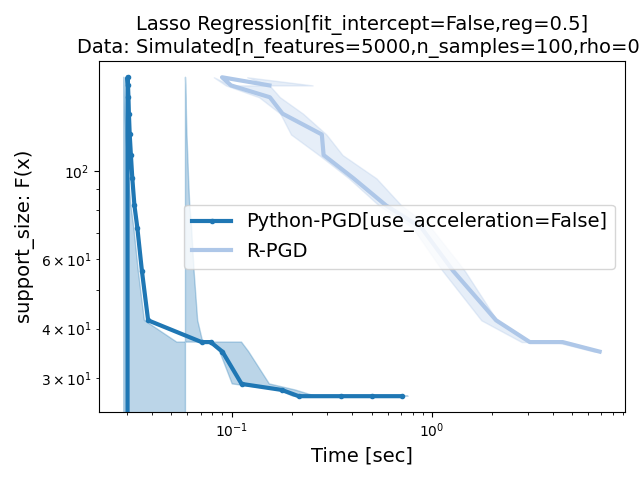 Lasso Regression[fit_intercept=False,reg=0.5]
Data: Simulated[n_features=5000,n_samples=100,rho=0
support_size: F(x)
10²
6 × 10¹
4 × 10¹
3 × 10¹
Python-PGD[use_acceleration=False]
R-PGD
10⁻¹
10⁰
Time [sec]